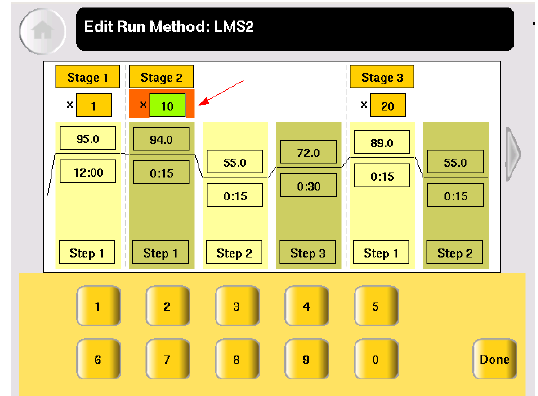 Edit Run Method: LMS2
Stage 1 Stage 2 Stage 3
× 1 × 10 × 20
95.0 94.0 55.0 72.0 89.0 55.0
12:00 0:15 0:15 0:30 0:15 0:15
Step 1 Step 1 Step 2 Step 3 Step 1 Step 2
1 2 3 4 5
6 7 8 9 0 Done